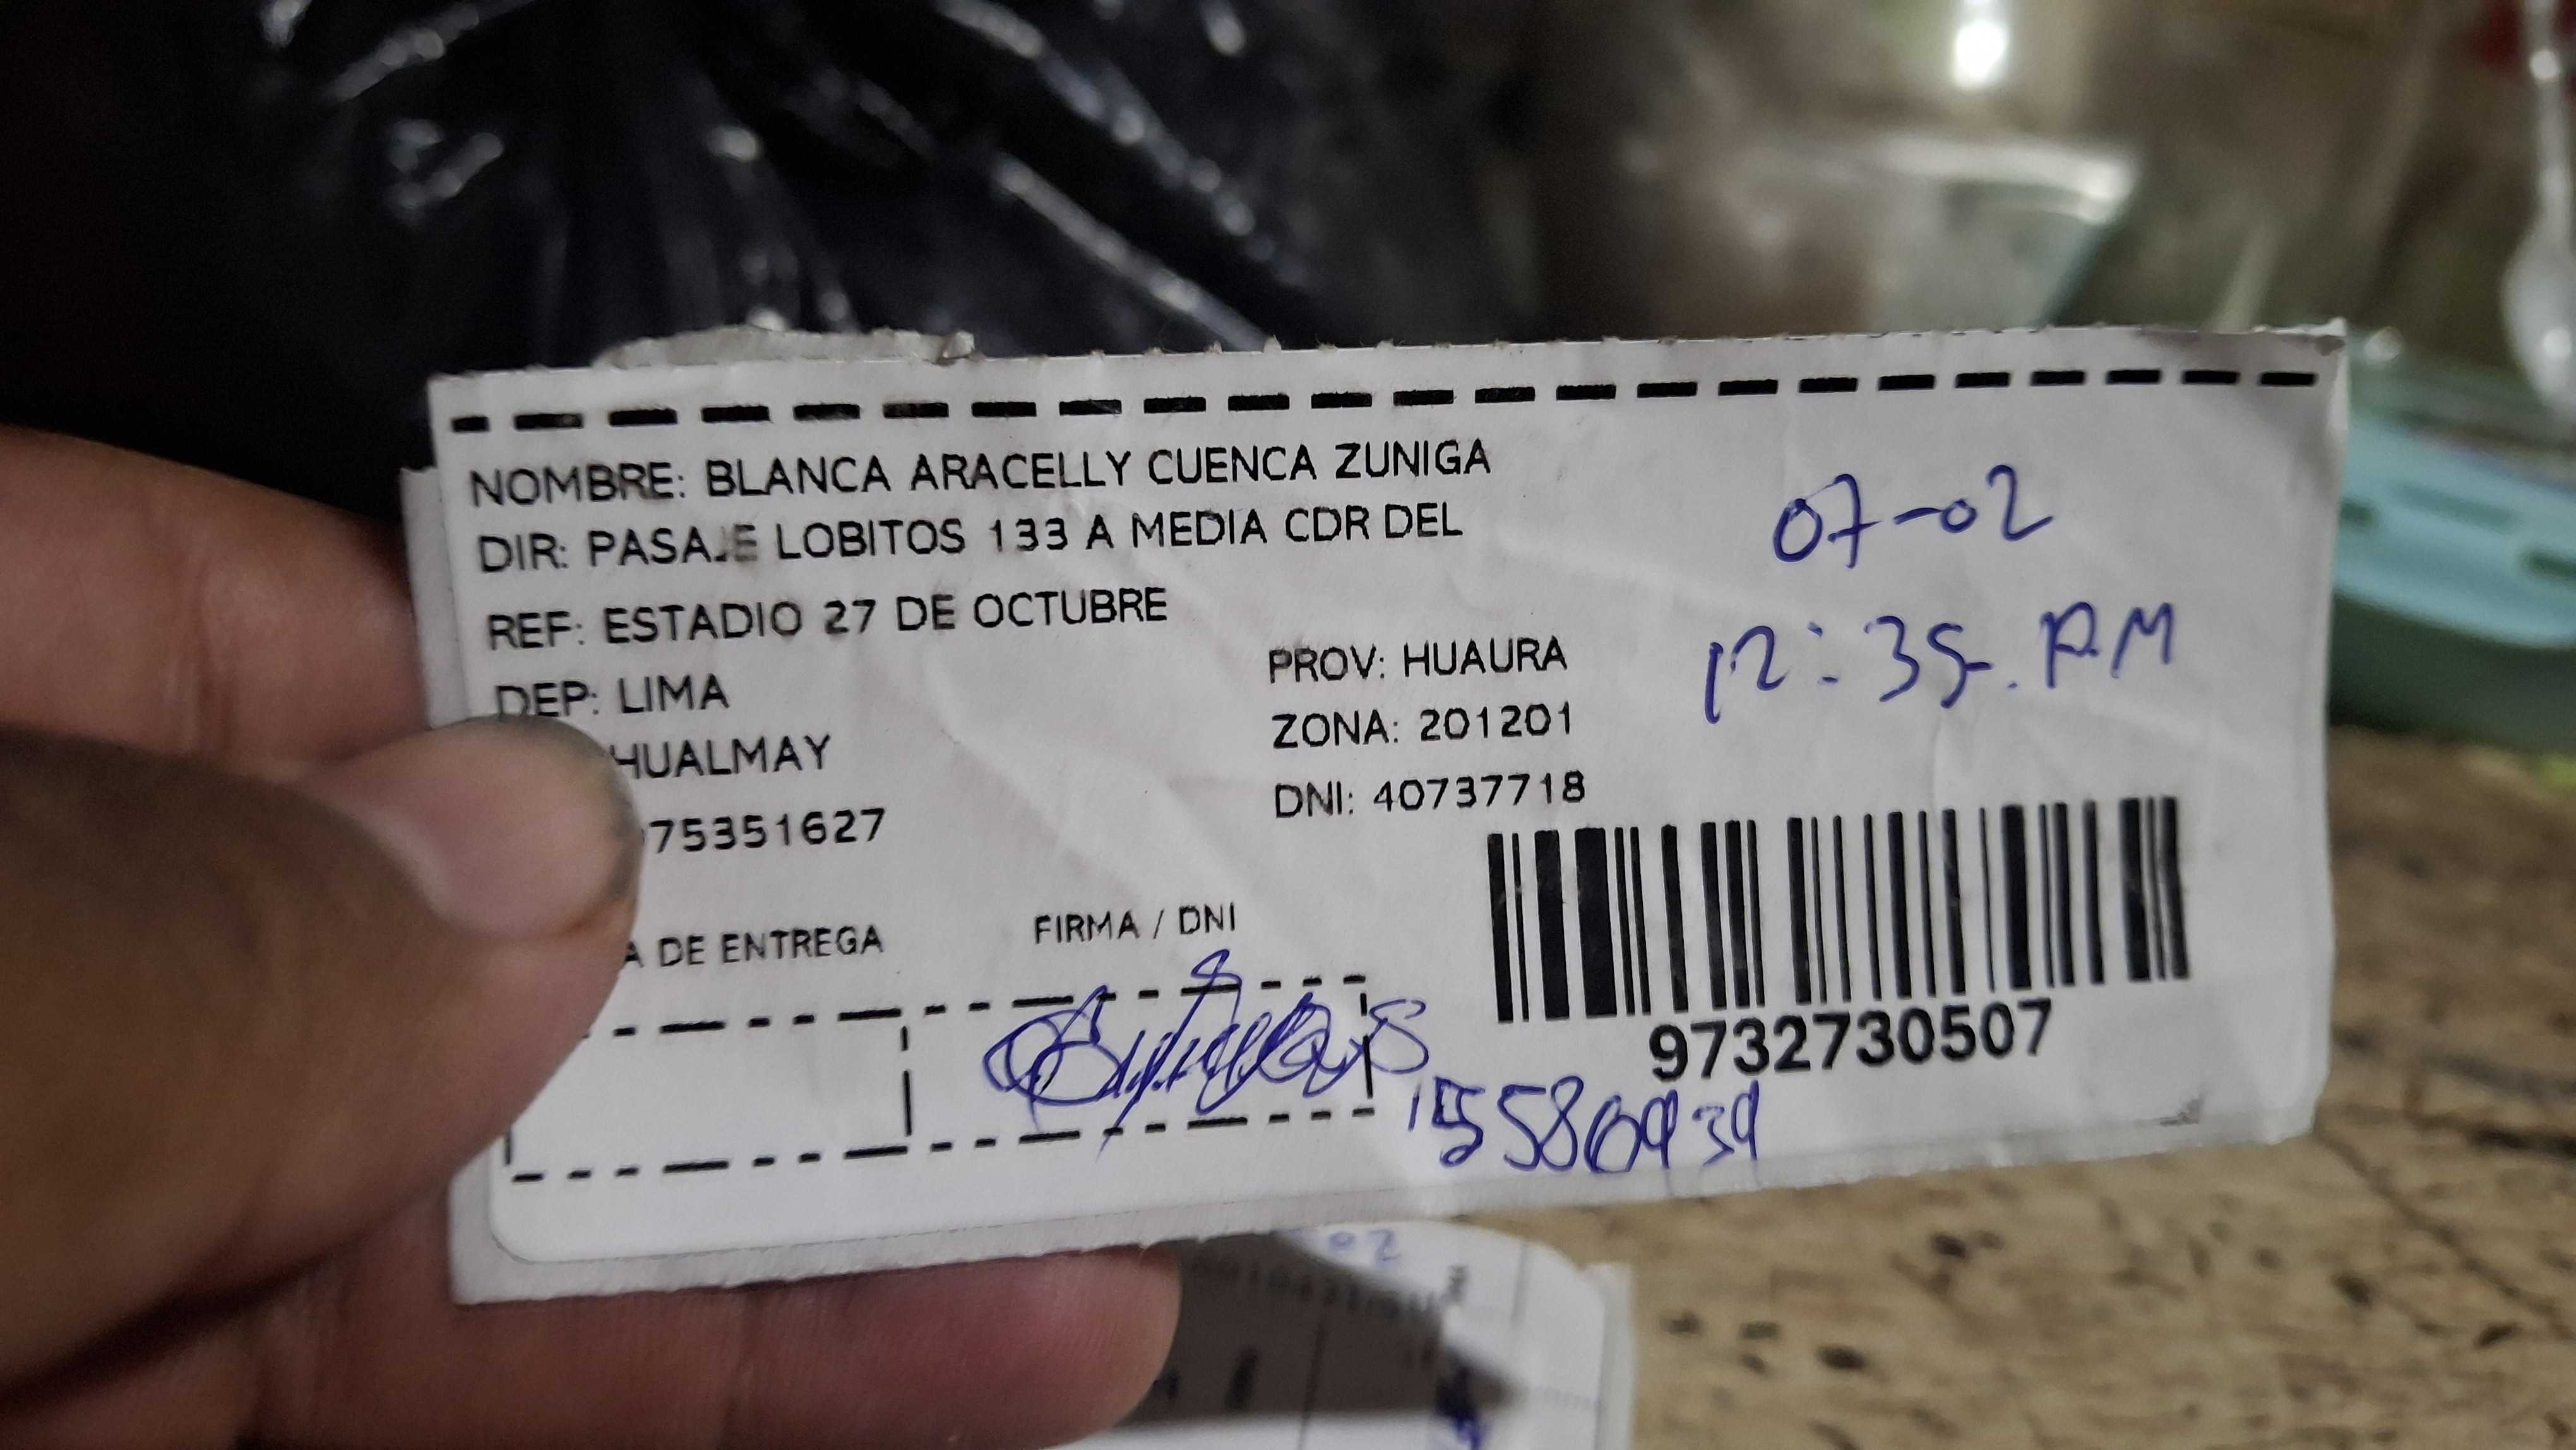 NOMBRE: BLANCA ARACELLY CUENCA ZUNIGA
DIR: PASAJE LOBITOS 133 A MEDIA CDR DEL
REF: ESTADIO 27 DE OCTUBRE
DEP: LIMA
PROV: HUAURA
HUALMAY
ZONA: 201201
75351627
DNI: 40737718
07-02
12:35. P.M
A DE ENTREGA
FIRMA / DNI
9732730507
15580939